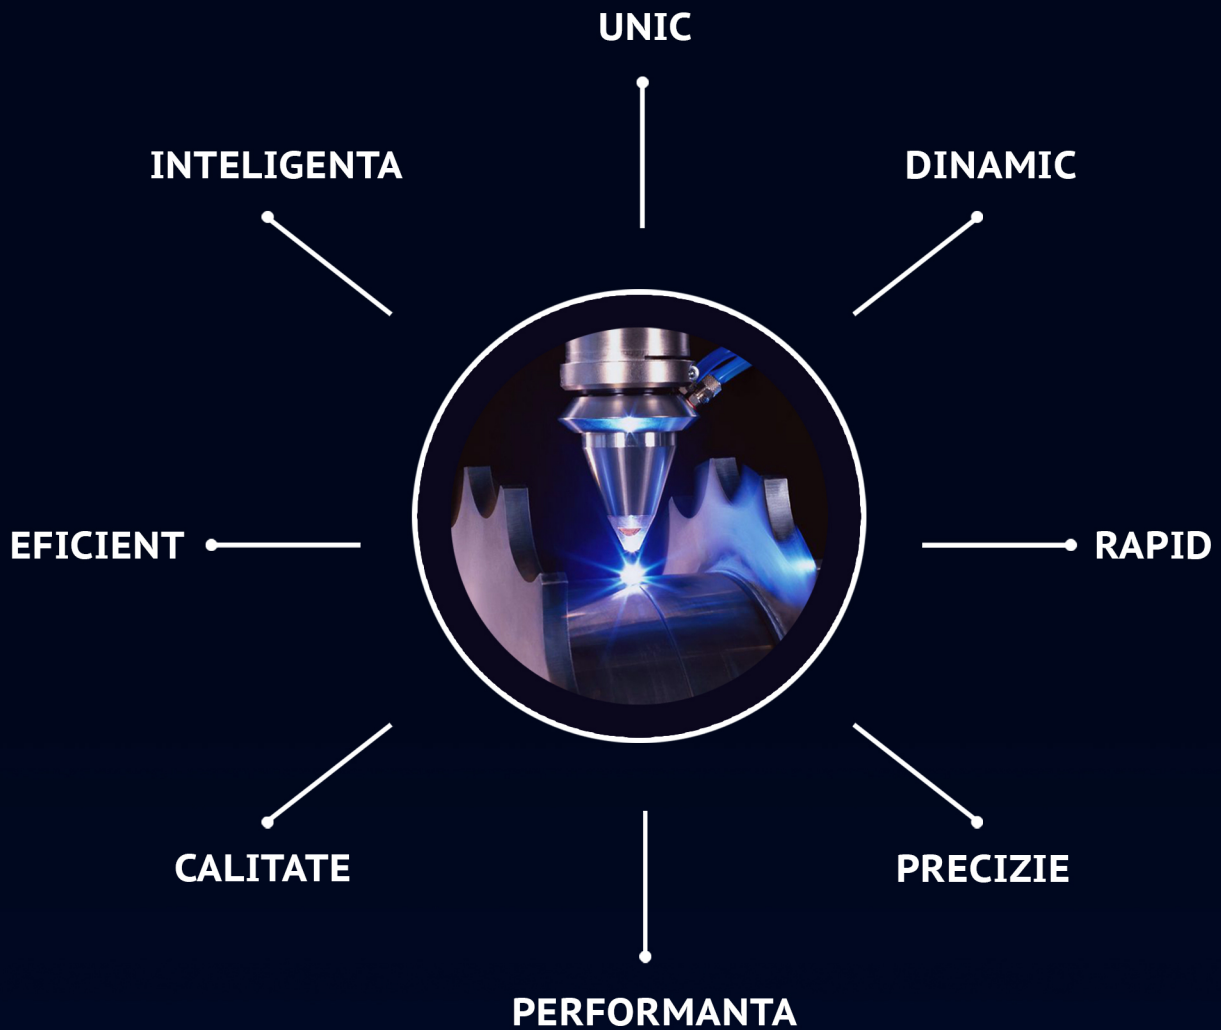 UNIC
INTELIGENTA
DINAMIC
EFICIENT
RAPID
CALITATE
PRECIZIE
PERFORMANTA